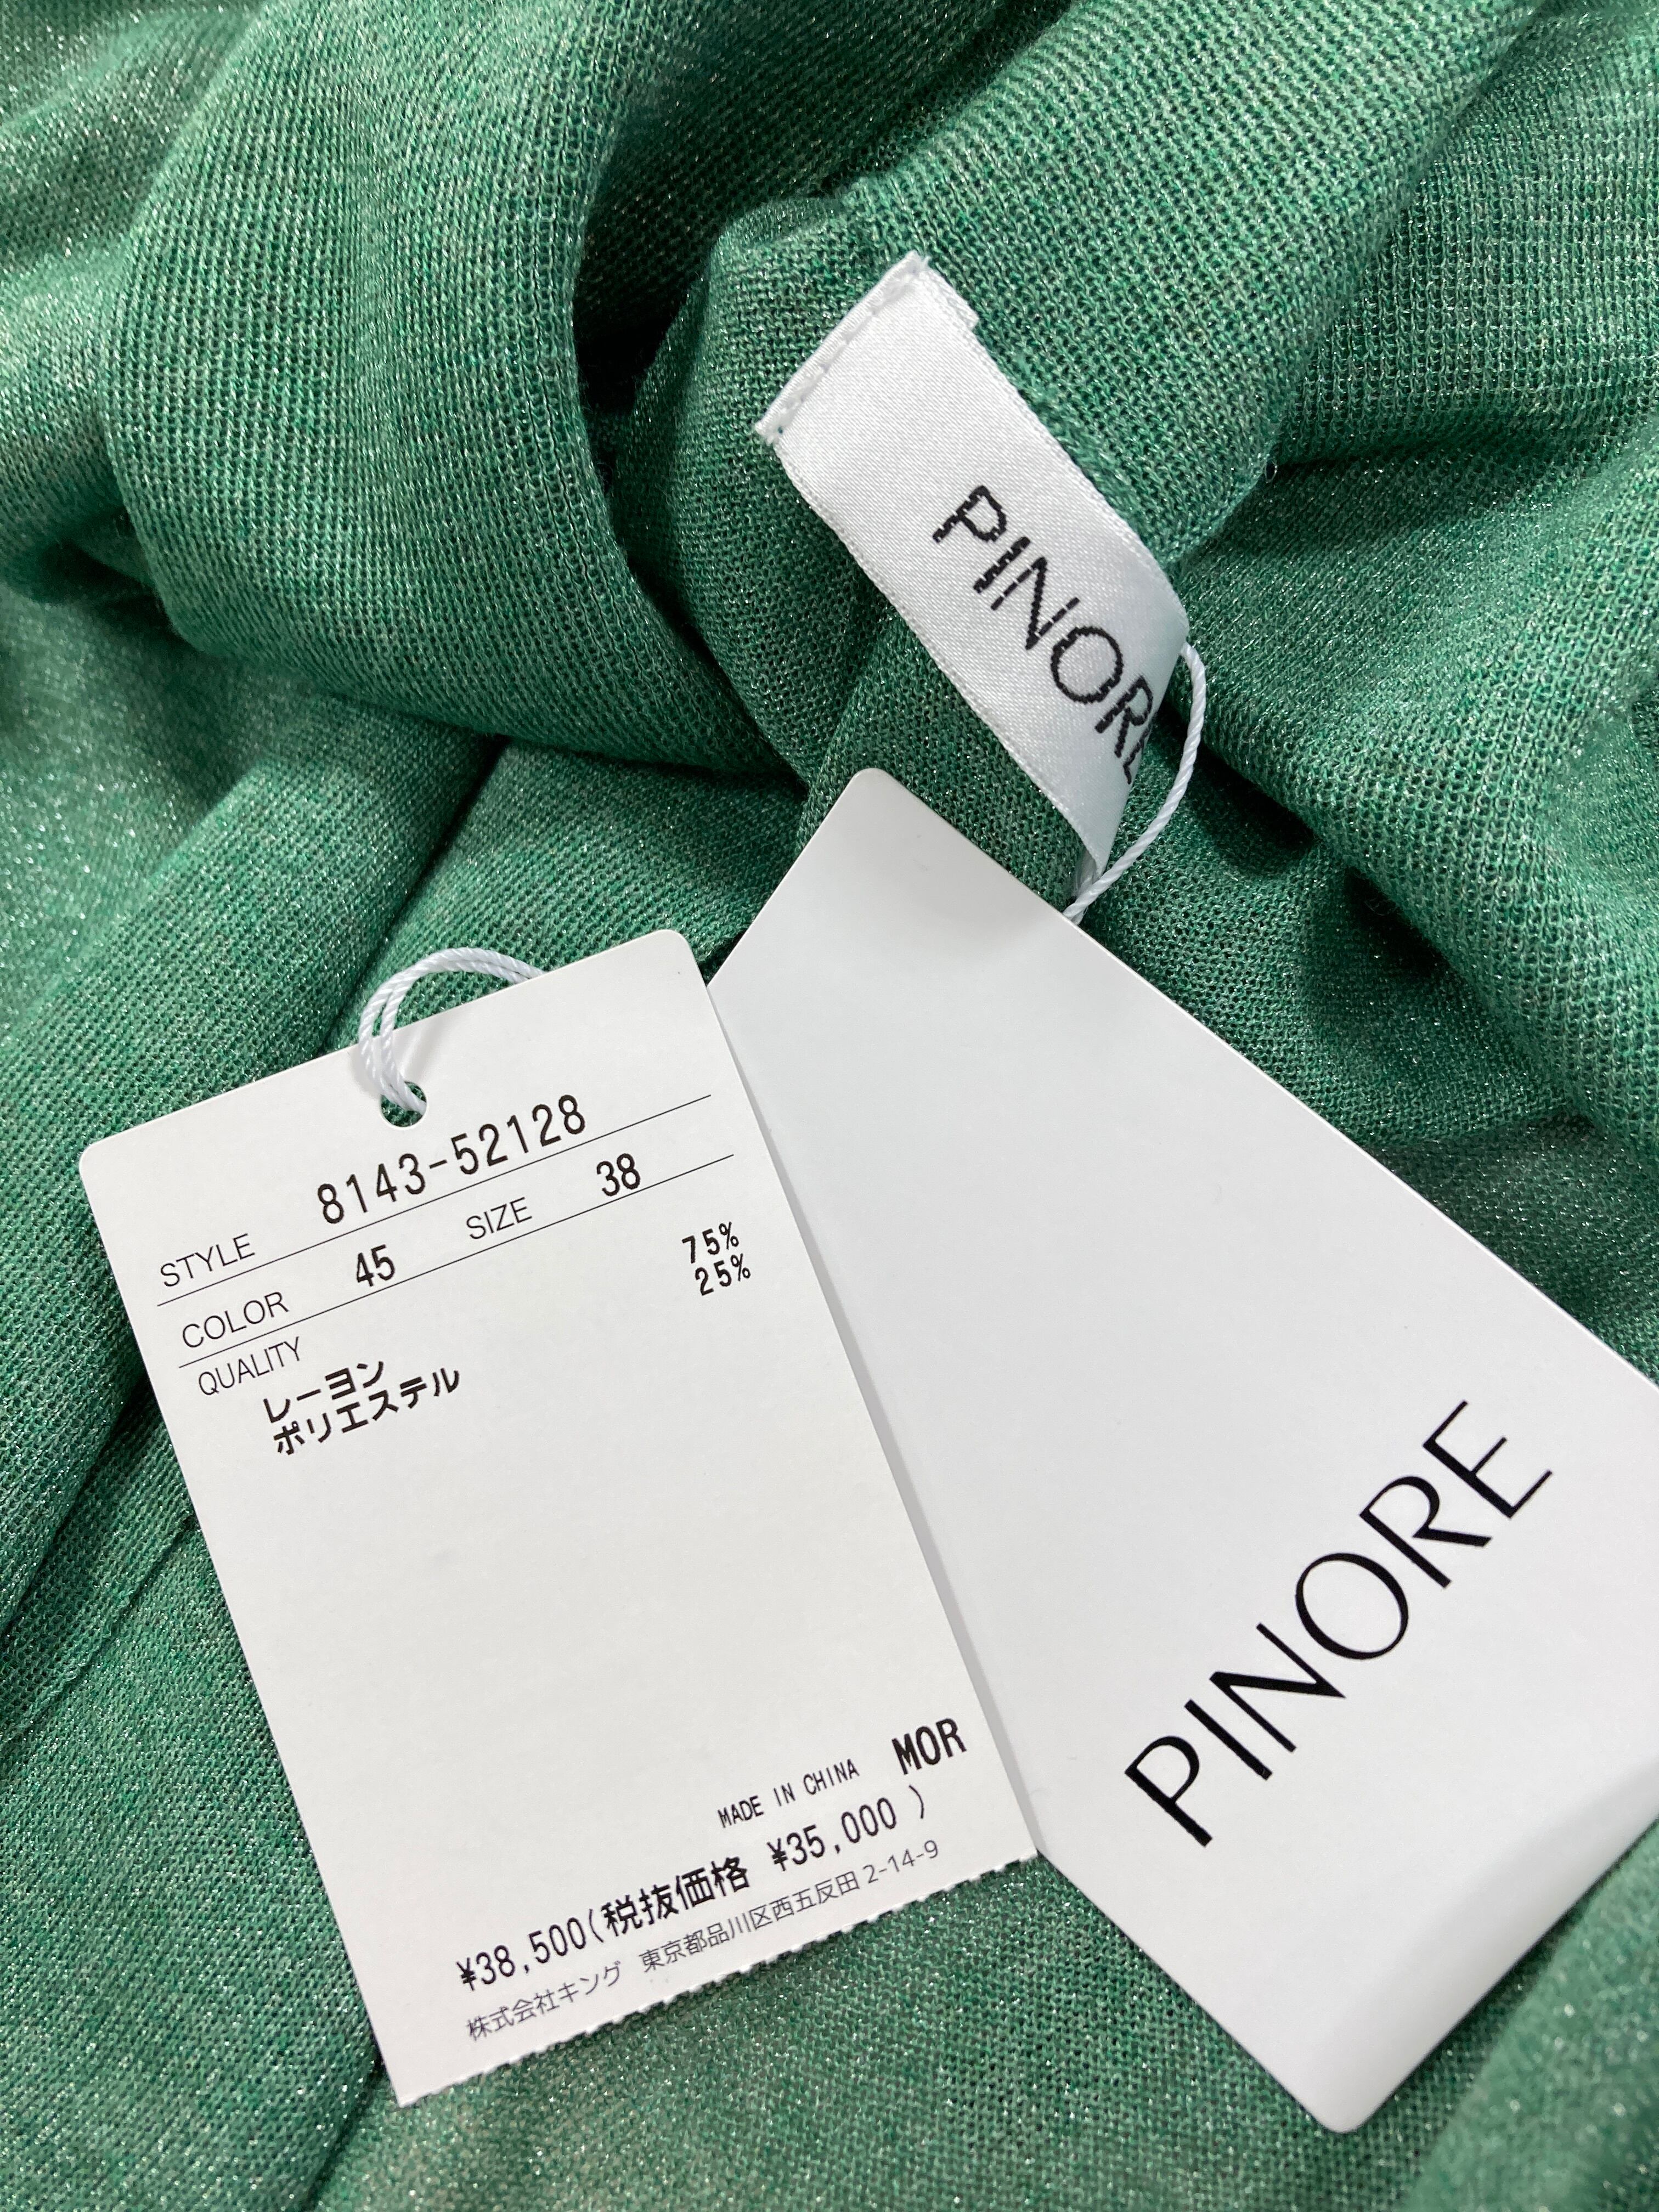 PINORE
STYLE 8143-52128
COLOR 45 SIZE 38
QUALITY 75%
25%
レーヨン
ポリエステル
MADE IN CHINA MOR
¥38,500(税抜価格 ¥35,000 )
株式会社キング 東京都品川区西五反田 2-14-9
PINORE